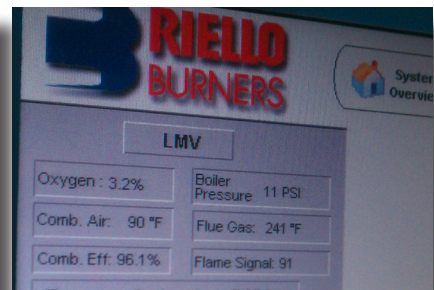 RIELLO
BURNERS
System
Overvie
LMV
Oxygen : 3.2%
Boiler
Pressure 11 PSI
Comb. Air: 90 °F
Flue Gas: 241 °F
Comb. Eff: 96.1%
Flame Signal: 91